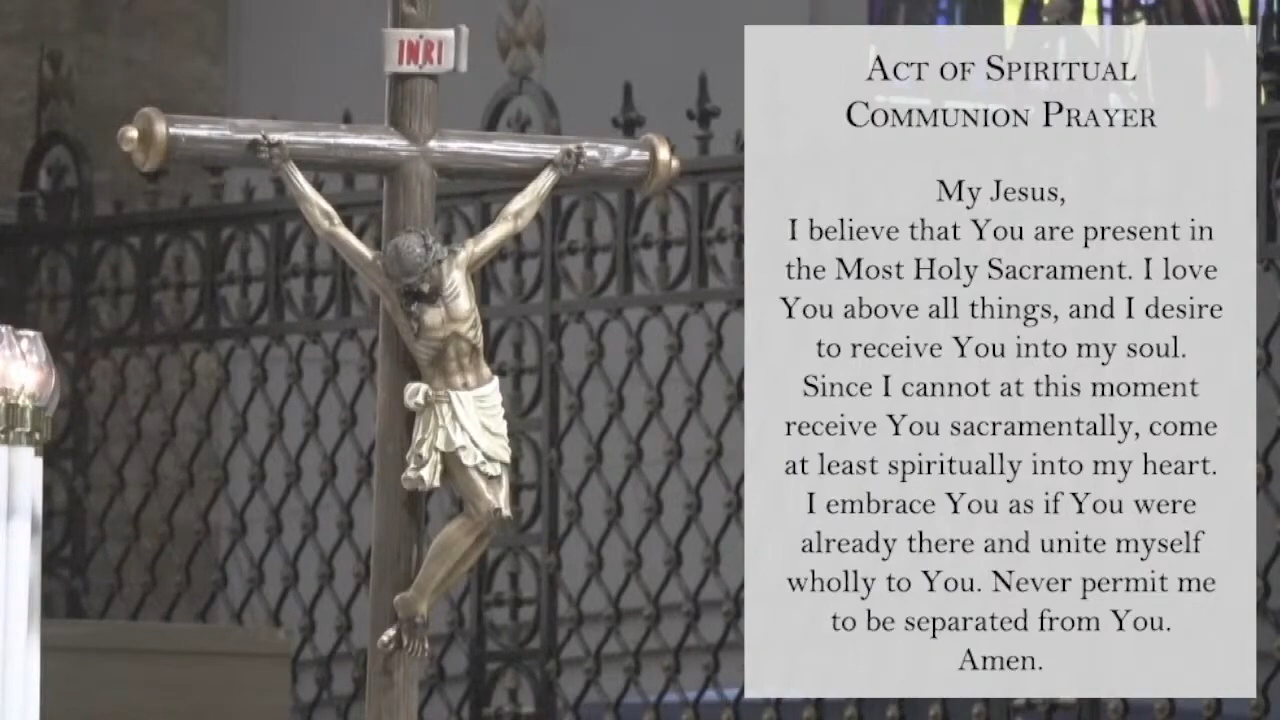 INRI
ACT OF SPIRITUAL
COMMUNION PRAYER
My Jesus,
I believe that You are present in
the Most Holy Sacrament. I love
You above all things, and I desire
to receive You into my soul.
Since I cannot at this moment
receive You sacramentally, come
at least spiritually into my heart.
I embrace You as if You were
already there and unite myself
wholly to You. Never permit me
to be separated from You.
Amen.